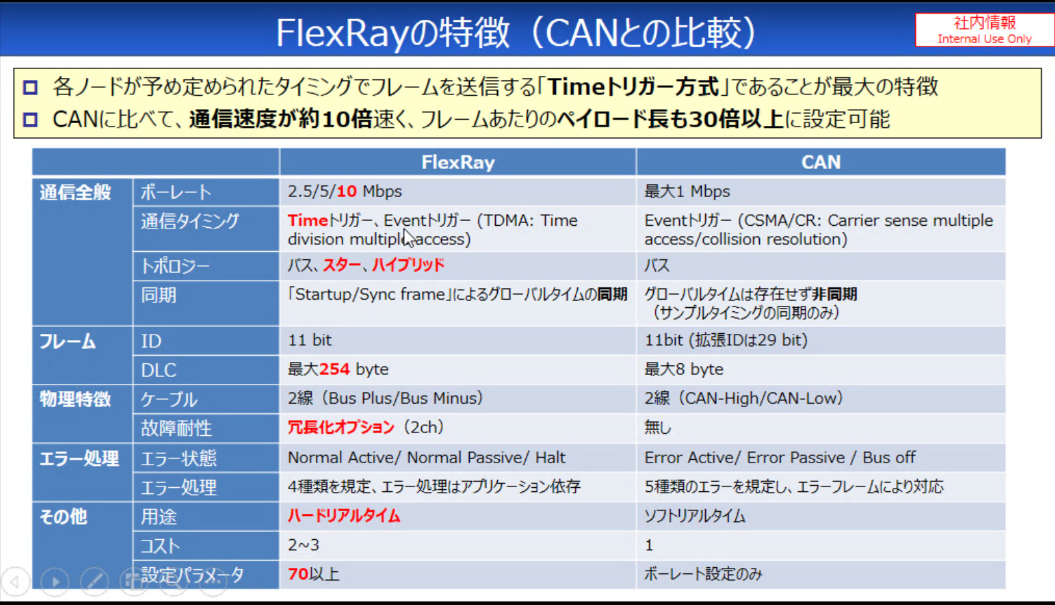 FlexRayの特徴（CANとの比較）
社内情報
Internal Use Only
各ノードが予め定められたタイミングでフレームを送信する「Timeトリガー方式」であることが最大の特徴
CANに比べて、通信速度が約10倍速く、フレームあたりのペイロード長も30倍以上に設定可能
FlexRay CAN
通信全般 ボーレート 2.5/5/10 Mbps 最大1 Mbps
通信タイミング Timeトリガー、Eventトリガー (TDMA: Time Eventトリガー (CSMA/CR: Carrier sense multiple
division multiple access) access/collision resolution)
トポロジー バス、スター、ハイブリッド バス
同期 「Startup/Sync frame」によるグローバルタイムの同期 グローバルタイムは存在せず非同期
（サンプルタイミングの同期のみ）
フレーム ID 11 bit 11bit (拡張IDは29 bit)
DLC 最大254 byte 最大8 byte
物理特徴 ケーブル 2線（Bus Plus/Bus Minus） 2線（CAN-High/CAN-Low）
故障耐性 冗長化オプション（2ch） 無し
エラー処理 エラー状態 Normal Active/ Normal Passive/ Halt Error Active/ Error Passive / Bus off
エラー処理 4種類を規定、エラー処理はアプリケーション依存 5種類のエラーを規定し、エラーフレームにより対応
その他 用途 ハードリアルタイム ソフトリアルタイム
コスト 2~3 1
設定パラメータ 70以上 ボーレート設定のみ